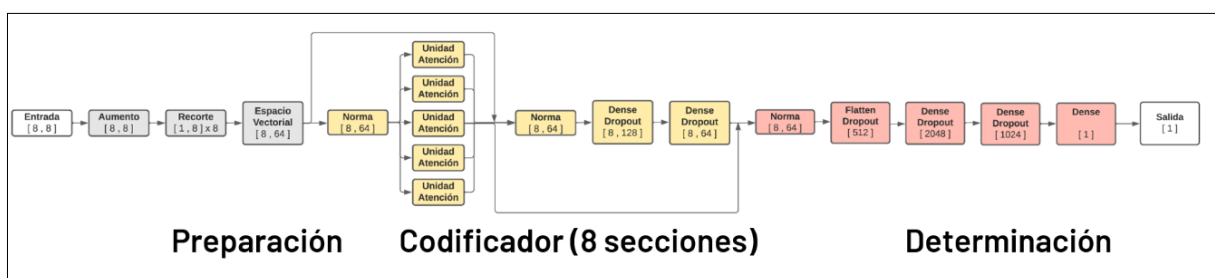 Entrada
[ 8 , 8 ]
Aumento
[ 8 , 8 ]
Recorte
[ 1 , 8 ] x 8
Espacio
Vectorial
[ 8 , 64 ]
Norma
[ 8 , 64 ]
Unidad
Atención
Unidad
Atención
Unidad
Atención
Unidad
Atención
Unidad
Atención
Norma
[ 8 , 64 ]
Dense
Dropout
[ 8 , 128 ]
Dense
Dropout
[ 8 , 64 ]
Norma
[ 8 , 64 ]
Flatten
Dropout
[ 512 ]
Dense
Dropout
[ 2048 ]
Dense
Dropout
[ 1024 ]
Dense
[ 1 ]
Salida
[ 1 ]
Preparación
Codificador (8 secciones)
Determinación